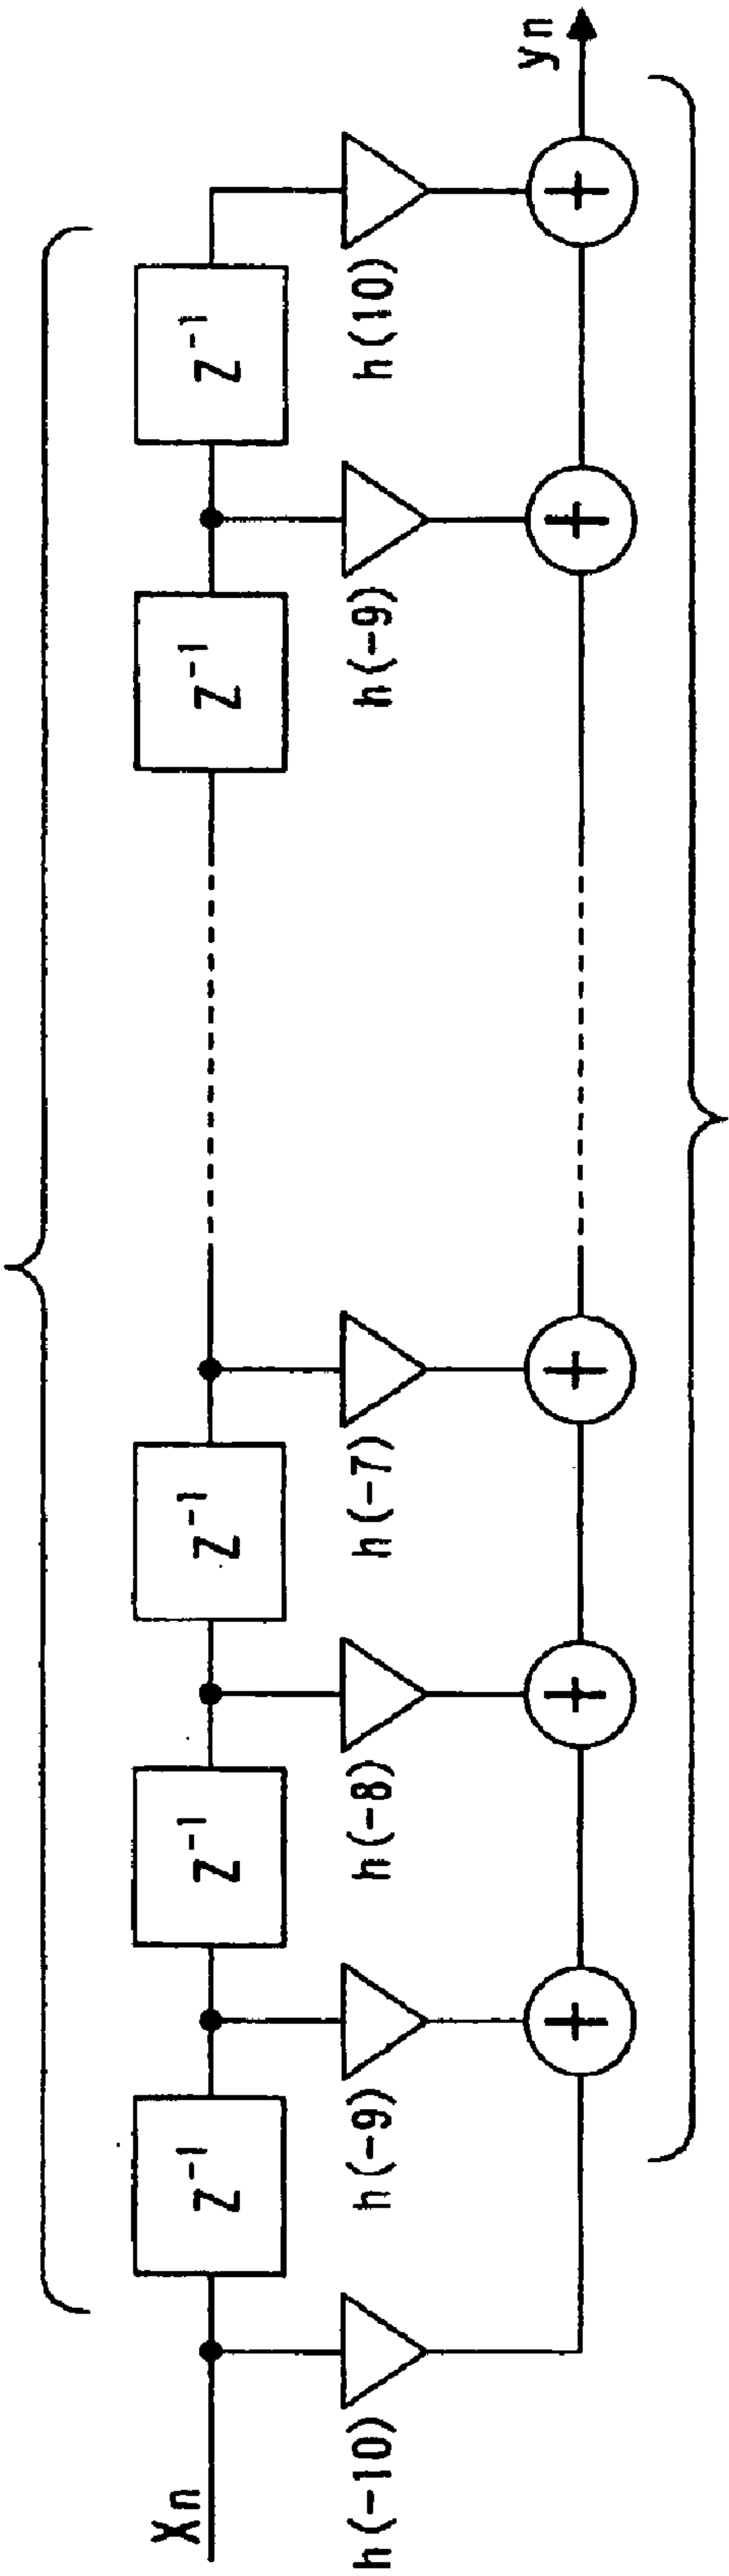 Xn
Z⁻¹
Z⁻¹
Z⁻¹
Z⁻¹
Z⁻¹
h(-10)
h(-9)
h(-8)
h(-7)
h(-9)
h(10)
+
+
+
+
+
yn